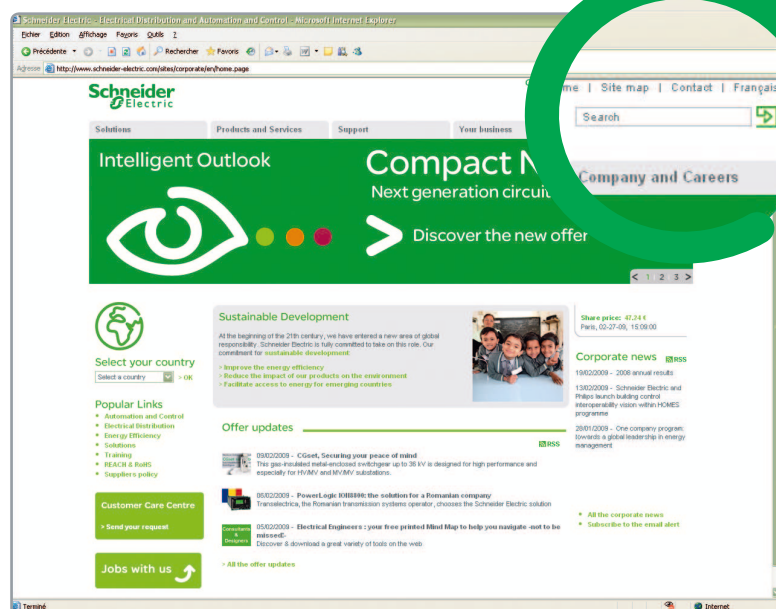 Schneider Electric - Electrical Distribution and Automation and Control - Microsoft Internet Explorer
Fichier Edition Affichage Favoris Outils ?
Précédente Rechercher Favoris
Adresse http://www.schneider-electric.com/sites/corporate/en/home.page
me | Site map | Contact | Français
Schneider
Electric
Search
Solutions Products and Services Support Your business Company and Careers
Intelligent Outlook
Compact N
Next generation circuit
Discover the new offer
< 1 2 3 >
Select your country
Select a country > OK
Popular Links
Automation and Control
Electrical Distribution
Energy Efficiency
Solutions
Training
REACH & RoHS
Suppliers policy
Customer Care Centre
> Send your request
Jobs with us
Sustainable Development
At the beginning of the 21th century, we have entered a new area of global
responsibility. Schneider Electric is fully committed to take on this role. Our
commitment for sustainable development:
> Improve the energy efficiency
> Reduce the impact of our products on the environment
> Facilitate access to energy for emerging countries
Offer updates
RSS
09/02/2009 - CGset, Securing your peace of mind
This gas-insulated metal-enclosed switchgear up to 36 kV is designed for high performance and
especially for HV/MV and MV/MV substations.
08/02/2009 - PowerLogic ION8800: the solution for a Romanian company
Transelectrica, the Romanian transmission systems operator, chooses the Schneider Electric solution
Consultants
&
Designers
05/02/2009 - Electrical Engineers : your free printed Mind Map to help you navigate -not to be
missed!-
Discover & download a great variety of tools on the web
> All the offer updates
Share price: 47.24 €
Paris, 02-27-09, 15:09:00
Corporate news RSS
19/02/2009 - 2008 annual results
13/02/2009 - Schneider Electric and
Philips launch building control
interoperability vision within HOMES
programme
28/01/2009 - One company program:
towards a global leadership in energy
management
All the corporate news
Subscribe to the email alert
Terminé
Internet